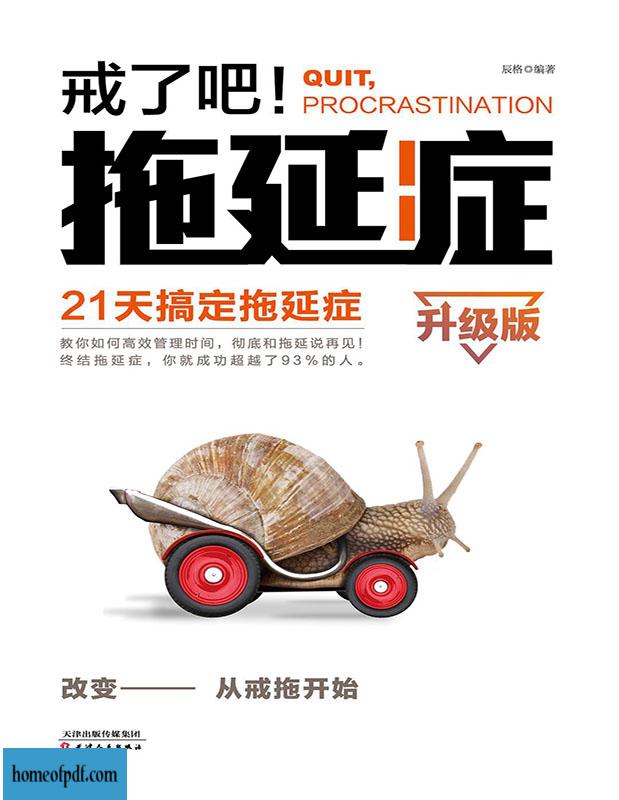 戒了吧！
QUIT,
PROCRASTINATION
辰格◎编著
拖延症
21天搞定拖延症
升级版
教你如何高效管理时间，彻底和拖延说再见！
终结拖延症，你就成功超越了93%的人。
改变—— 从戒拖开始
天津出版传媒集团
homeofpdf.com